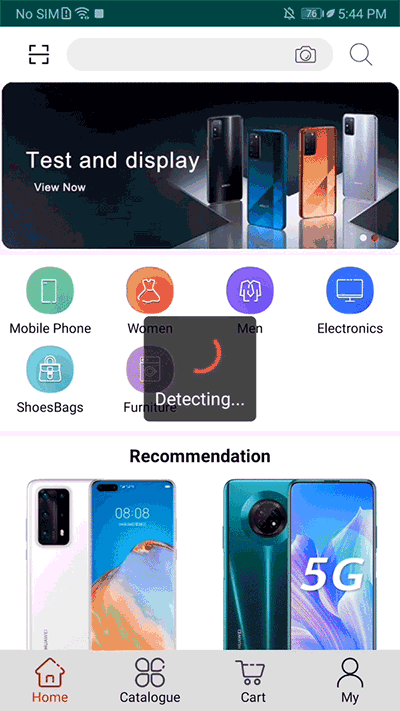 No SIM 76 5:44 PM
Test and display
View Now
Mobile Phone Women Men Electronics
Detecting...
ShoesBags Furniture
Recommendation
08:08
5G
Home Catalogue Cart My